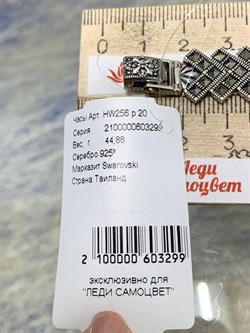 Часы Арт. HW256 р 20
Серия 2100000603299
Вес, г. 44,88
Серебро 925°
Марказит Swarovski
Страна Таиланд
2 100000 603299
эксклюзивно для
"ЛЕДИ САМОЦВЕТ"
Леди
Самоцвет